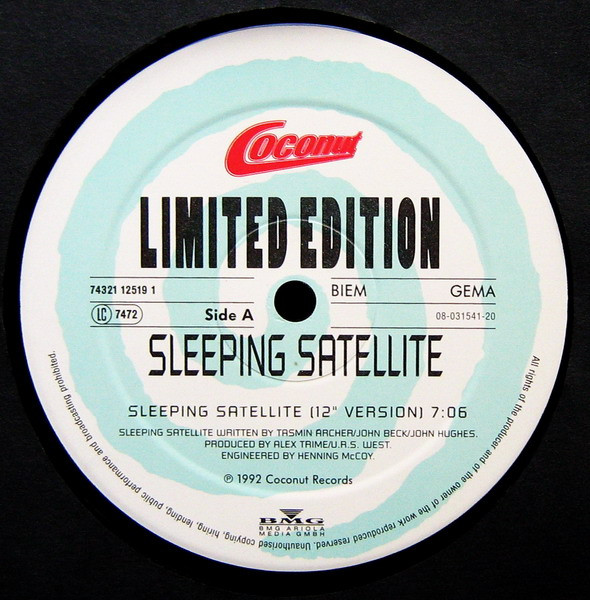 Coconut
LIMITED EDITION
74321 12519 1
BIEM GEMA
LC 7472
Side A
08-031541-20
SLEEPING SATELLITE
SLEEPING SATELLITE (12" VERSION) 7:06
SLEEPING SATELLITE WRITTEN BY TASMIN ARCHER/JOHN BECK/JOHN HUGHES.
PRODUCED BY ALEX TRIME/U.R.S. WEST.
ENGINEERED BY HENNING McCOY.
℗ 1992 Coconut Records
BMG
BMG ARIOLA
MEDIA GMBH
All rights of the producer and of the owner of the work reproduced reserved. Unauthorised copying, hiring, lending, public performance and broadcasting prohibited.